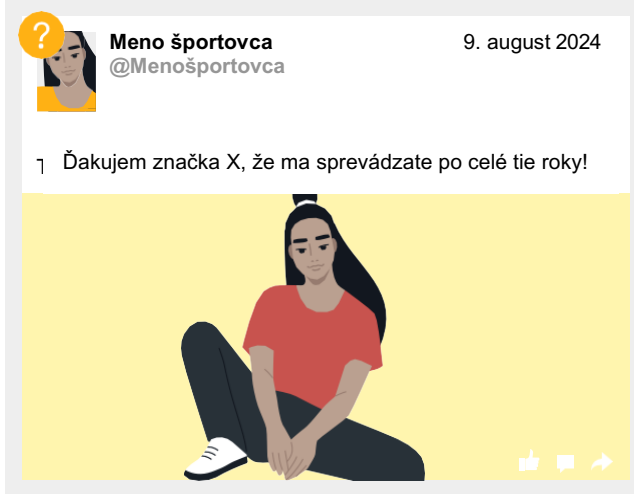 ?
Meno športovca
9. august 2024
@Menošportovca
Ďakujem značka X, že ma sprevádzate po celé tie roky!